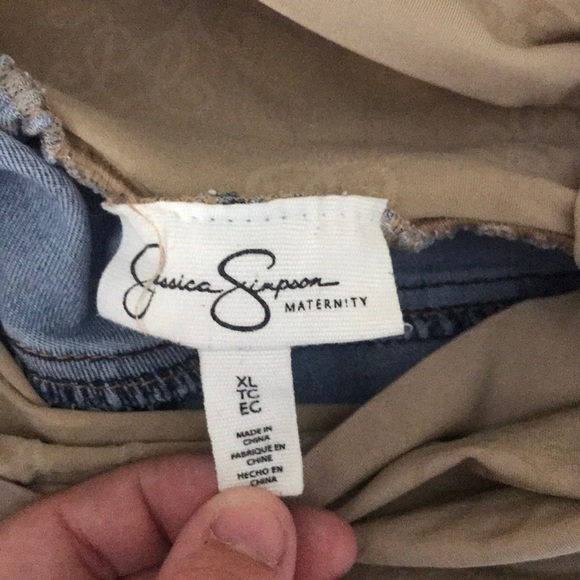 Jessica Simpson
MATERNITY
XL
TG
EG
MADE IN
CHINA
FABRIQUE EN
CHINE
HECHO EN
CHINA